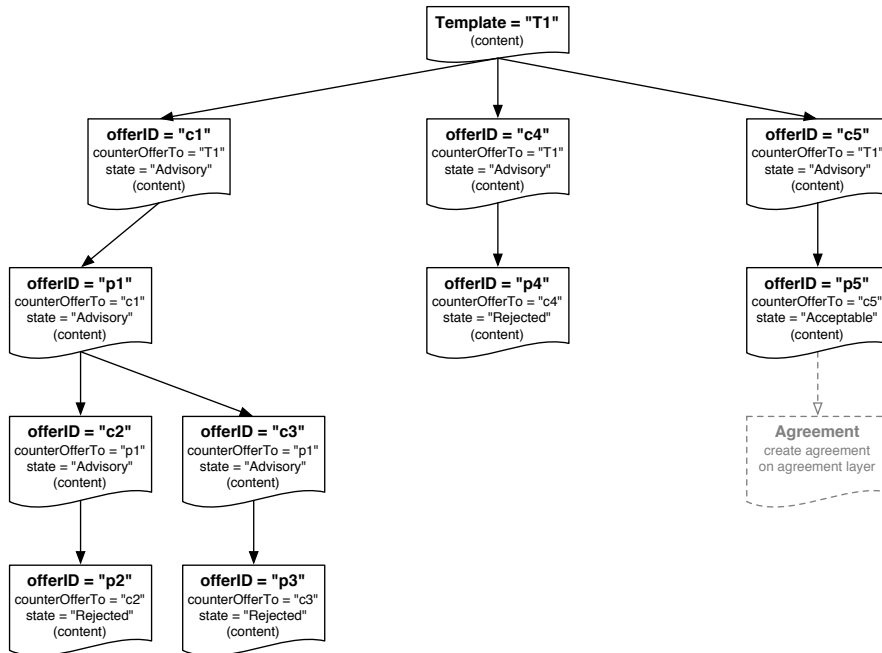 Template = "T1"
(content)
offerID = "c1"
counterOfferTo = "T1"
state = "Advisory"
(content)
offerID = "c4"
counterOfferTo = "T1"
state = "Advisory"
(content)
offerID = "c5"
counterOfferTo = "T1"
state = "Advisory"
(content)
offerID = "p1"
counterOfferTo = "c1"
state = "Advisory"
(content)
offerID = "p4"
counterOfferTo = "c4"
state = "Rejected"
(content)
offerID = "p5"
counterOfferTo = "c5"
state = "Acceptable"
(content)
offerID = "c2"
counterOfferTo = "p1"
state = "Advisory"
(content)
offerID = "c3"
counterOfferTo = "p1"
state = "Advisory"
(content)
Agreement
create agreement
on agreement layer
offerID = "p2"
counterOfferTo = "c2"
state = "Rejected"
(content)
offerID = "p3"
counterOfferTo = "c3"
state = "Rejected"
(content)